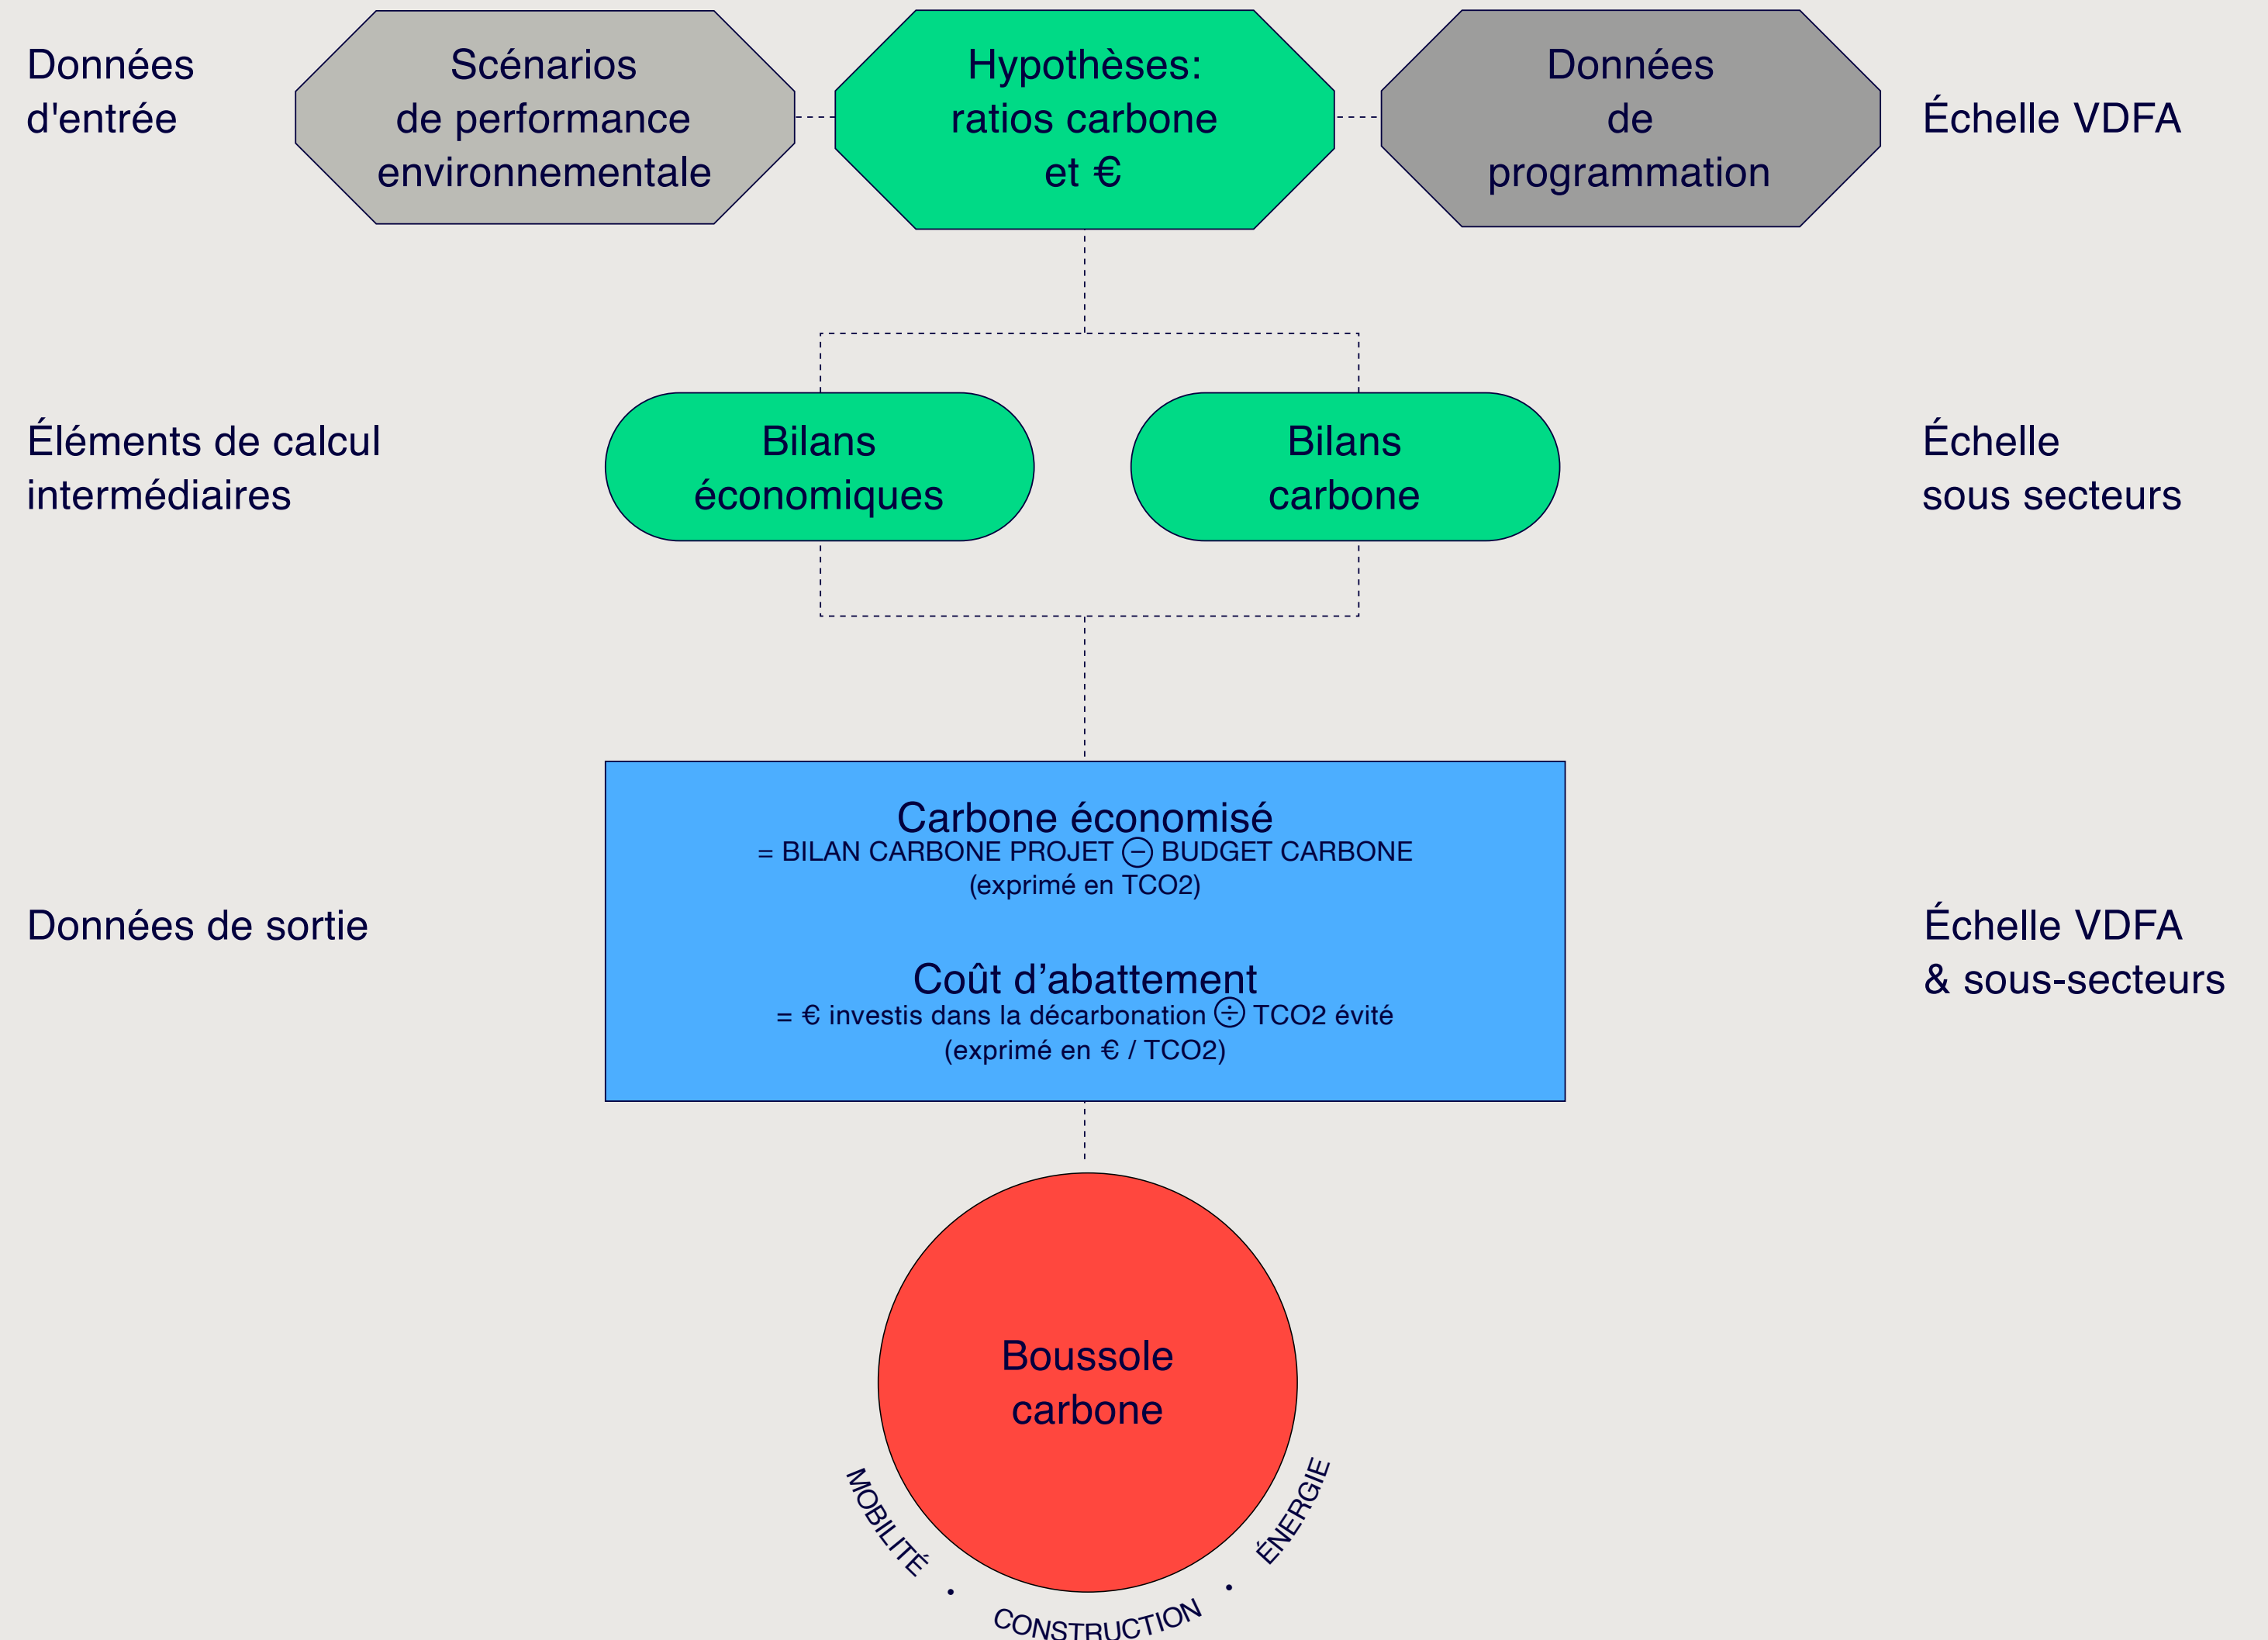 Données
d'entrée
Scénarios
de performance
environnementale
Hypothèses:
ratios carbone
et €
Données
de
programmation
Échelle VDFA
Éléments de calcul
intermédiaires
Bilans
économiques
Bilans
carbone
Échelle
sous secteurs
Données de sortie
Carbone économisé
= BILAN CARBONE PROJET ⊖ BUDGET CARBONE
(exprimé en TCO2)
Coût d’abattement
= € investis dans la décarbonation ➗ TCO2 évité
(exprimé en € / TCO2)
Échelle VDFA
& sous-secteurs
Boussole
carbone
MOBILITÉ • CONSTRUCTION • ÉNERGIE